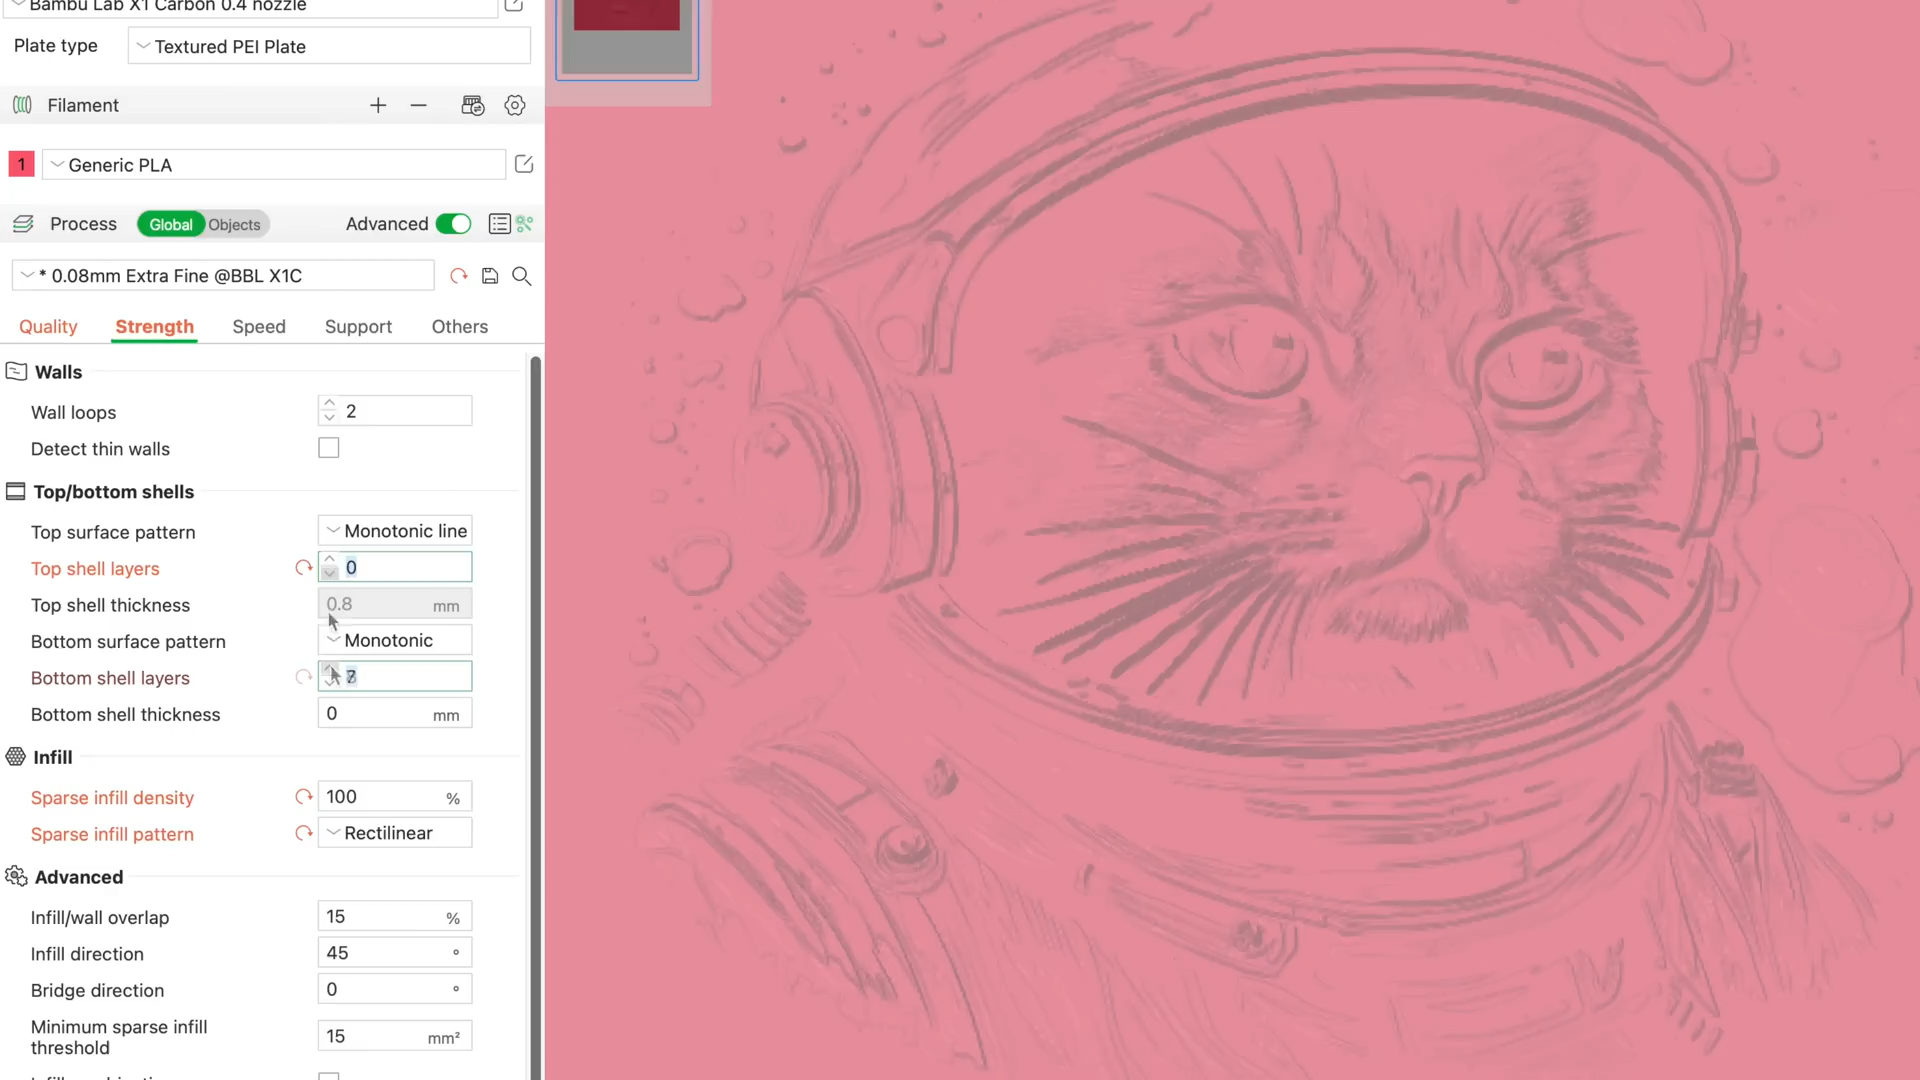 Bambu Lab X1 Carbon 0.4 nozzle
Plate type
Textured PEI Plate
Filament
1
Generic PLA
Process
Global
Objects
Advanced
* 0.08mm Extra Fine @BBL X1C
Quality
Strength
Speed
Support
Others
Walls
Wall loops
2
Detect thin walls
Top/bottom shells
Top surface pattern
Monotonic line
Top shell layers
0
Top shell thickness
0.8
mm
Bottom surface pattern
Monotonic
Bottom shell layers
Bottom shell thickness
0
mm
Infill
Sparse infill density
100
%
Sparse infill pattern
Rectilinear
Advanced
Infill/wall overlap
15
%
Infill direction
45
°
Bridge direction
0
°
Minimum sparse infill
threshold
15
mm²